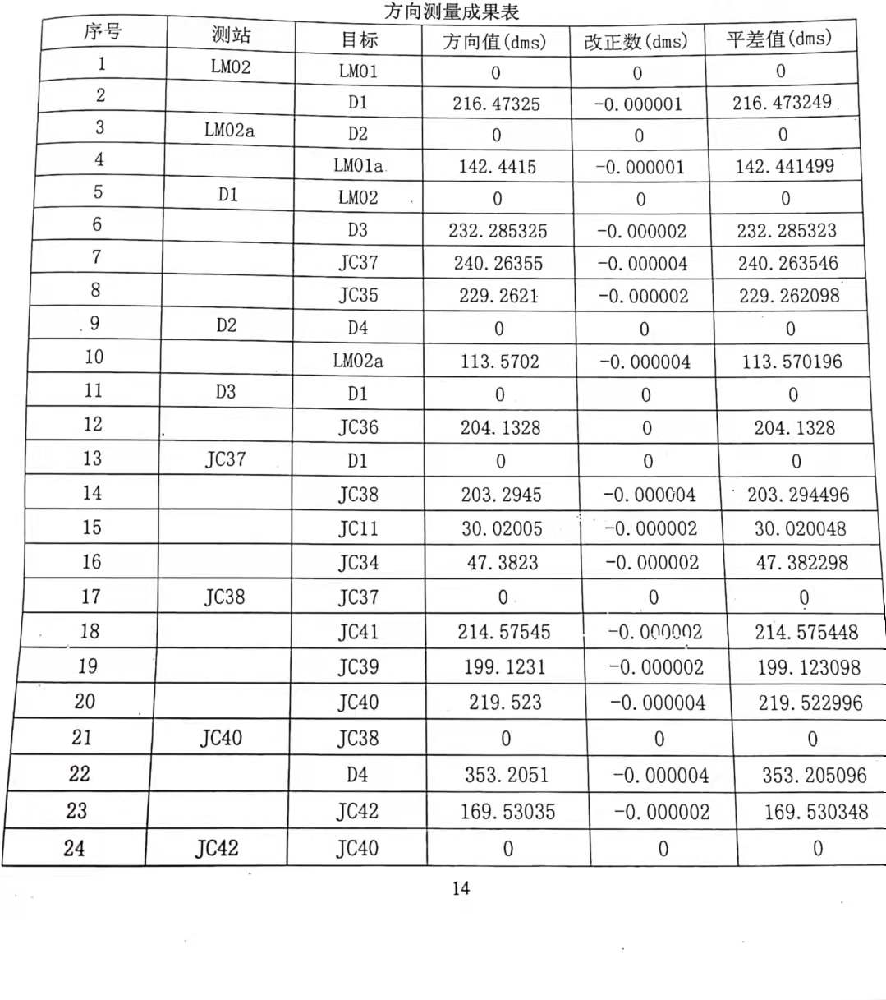 方向测量成果表
序号 测站 目标 方向值(dms) 改正数(dms) 平差值(dms)
1 LM02 LM01 0 0 0
2 D1 216.47325 -0.000001 216.473249
3 LM02a D2 0 0 0
4 LM01a 142.4415 -0.000001 142.441499
5 D1 LM02 0 0 0
6 D3 232.285325 -0.000002 232.285323
7 JC37 240.26355 -0.000004 240.263546
8 JC35 229.2621 -0.000002 229.262098
9 D2 D4 0 0 0
10 LM02a 113.5702 -0.000004 113.570196
11 D3 D1 0 0 0
12 JC36 204.1328 0 204.1328
13 JC37 D1 0 0 0
14 JC38 203.2945 -0.000004 203.294496
15 JC11 30.02005 -0.000002 30.020048
16 JC34 47.3823 -0.000002 47.382298
17 JC38 JC37 0 0 0
18 JC41 214.57545 -0.000002 214.575448
19 JC39 199.1231 -0.000002 199.123098
20 JC40 219.523 -0.000004 219.522996
21 JC40 JC38 0 0 0
22 D4 353.2051 -0.000004 353.205096
23 JC42 169.53035 -0.000002 169.530348
24 JC42 JC40 0 0 0
14